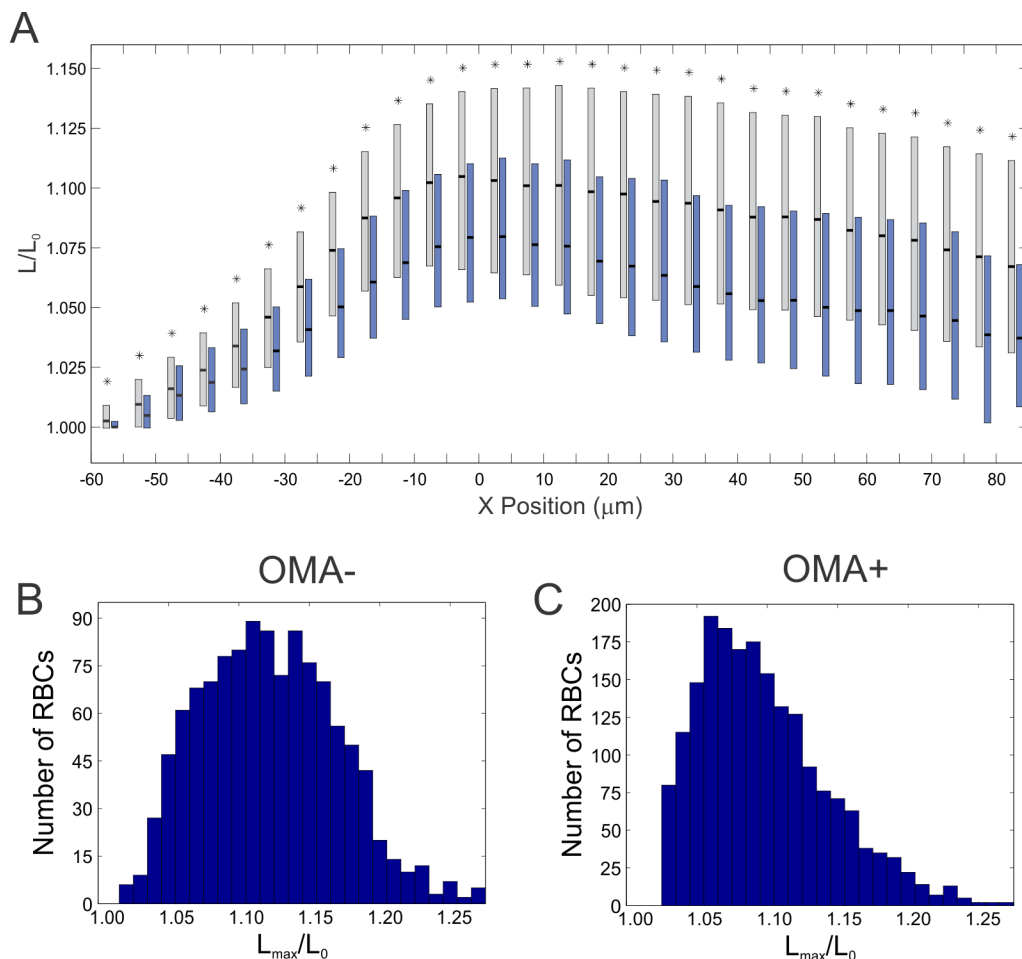 A
L/L₀
1.150
1.125
1.100
1.075
1.050
1.025
1.000
* * * * * * * * * * * * * * * * * * * * * * * * * * * * *
-60 -50 -40 -30 -20 -10 0 10 20 30 40 50 60 70 80
X Position (μm)
B
OMA-
Number of RBCs
90
75
60
45
30
15
0
1.00 1.05 1.10 1.15 1.20 1.25
Lmax/L₀
C
OMA+
Number of RBCs
200
175
150
125
100
75
50
25
0
1.00 1.05 1.10 1.15 1.20 1.25
Lmax/L₀